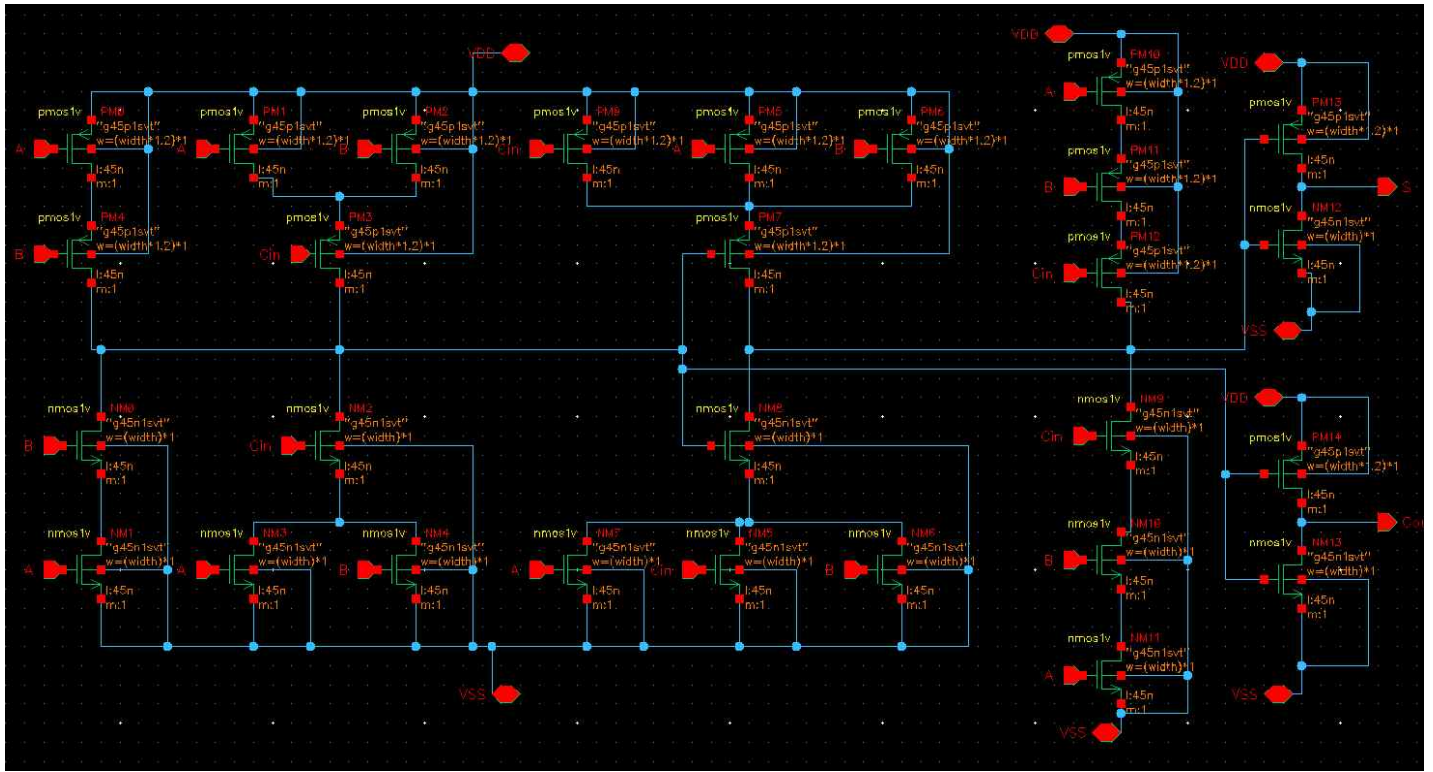 VDD
pmos1v
PM0
"g45p1svt"
w=(width*1.2)*1
A
l:45n
m:1
pmos1v
PM1
"g45p1svt"
w=(width*1.2)*1
A
l:45n
m:1
pmos1v
PM2
"g45p1svt"
w=(width*1.2)*1
B
l:45n
m:1
pmos1v
"g45p1svt"
w=(width*1.2)*1
Cin
l:45n
m:1
pmos1v
PM5
"g45p1svt"
w=(width*1.2)*1
A
l:45n
m:1
pmos1v
PM6
"g45p1svt"
w=(width*1.2)*1
B
l:45n
m:1
pmos1v
PM4
"g45p1svt"
w=(width*1.2)*1
B
l:45n
m:1
pmos1v
PM3
"g45p1svt"
w=(width*1.2)*1
Cin
l:45n
m:1
pmos1v
PM7
"g45p1svt"
w=(width*1.2)*1
l:45n
m:1
nmos1v
NM0
"g45n1svt"
w=(width)*1
B
l:45n
m:1
nmos1v
NM2
"g45n1svt"
w=(width)*1
Cin
l:45n
m:1
nmos1v
NM8
"g45n1svt"
w=(width)*1
l:45n
m:1
nmos1v
NM1
"g45n1svt"
w=(width)*1
A
l:45n
m:1
nmos1v
NM3
"g45n1svt"
w=(width)*1
A
l:45n
m:1
nmos1v
NM4
"g45n1svt"
w=(width)*1
B
l:45n
m:1
nmos1v
NM7
"g45n1svt"
w=(width)*1
A
l:45n
m:1
nmos1v
NM5
"g45n1svt"
w=(width)*1
Cin
l:45n
m:1
nmos1v
NM6
"g45n1svt"
w=(width)*1
B
l:45n
m:1
VSS
VDD
pmos1v
PM10
"g45p1svt"
w=(width*1.2)*1
A
l:45n
m:1
pmos1v
PM11
"g45p1svt"
w=(width*1.2)*1
B
l:45n
m:1
pmos1v
PM12
"g45p1svt"
w=(width*1.2)*1
Cin
l:45n
m:1
nmos1v
NM9
"g45n1svt"
w=(width)*1
Cin
l:45n
m:1
nmos1v
NM10
"g45n1svt"
w=(width)*1
B
l:45n
m:1
nmos1v
NM11
"g45n1svt"
w=(width)*1
A
l:45n
m:1
VSS
VDD
PM13
pmos1v
"g45p1svt"
w=(width*1.2)*1
l:45n
m:1
S
nmos1v
NM12
"g45n1svt"
w=(width)*1
l:45n
m:1
VSS
VDD
pmos1v
PM14
"g45p1svt"
w=(width*1.2)*1
l:45n
m:1
Cou
nmos1v
NM13
"g45n1svt"
w=(width)*1
l:45n
m:1
VSS